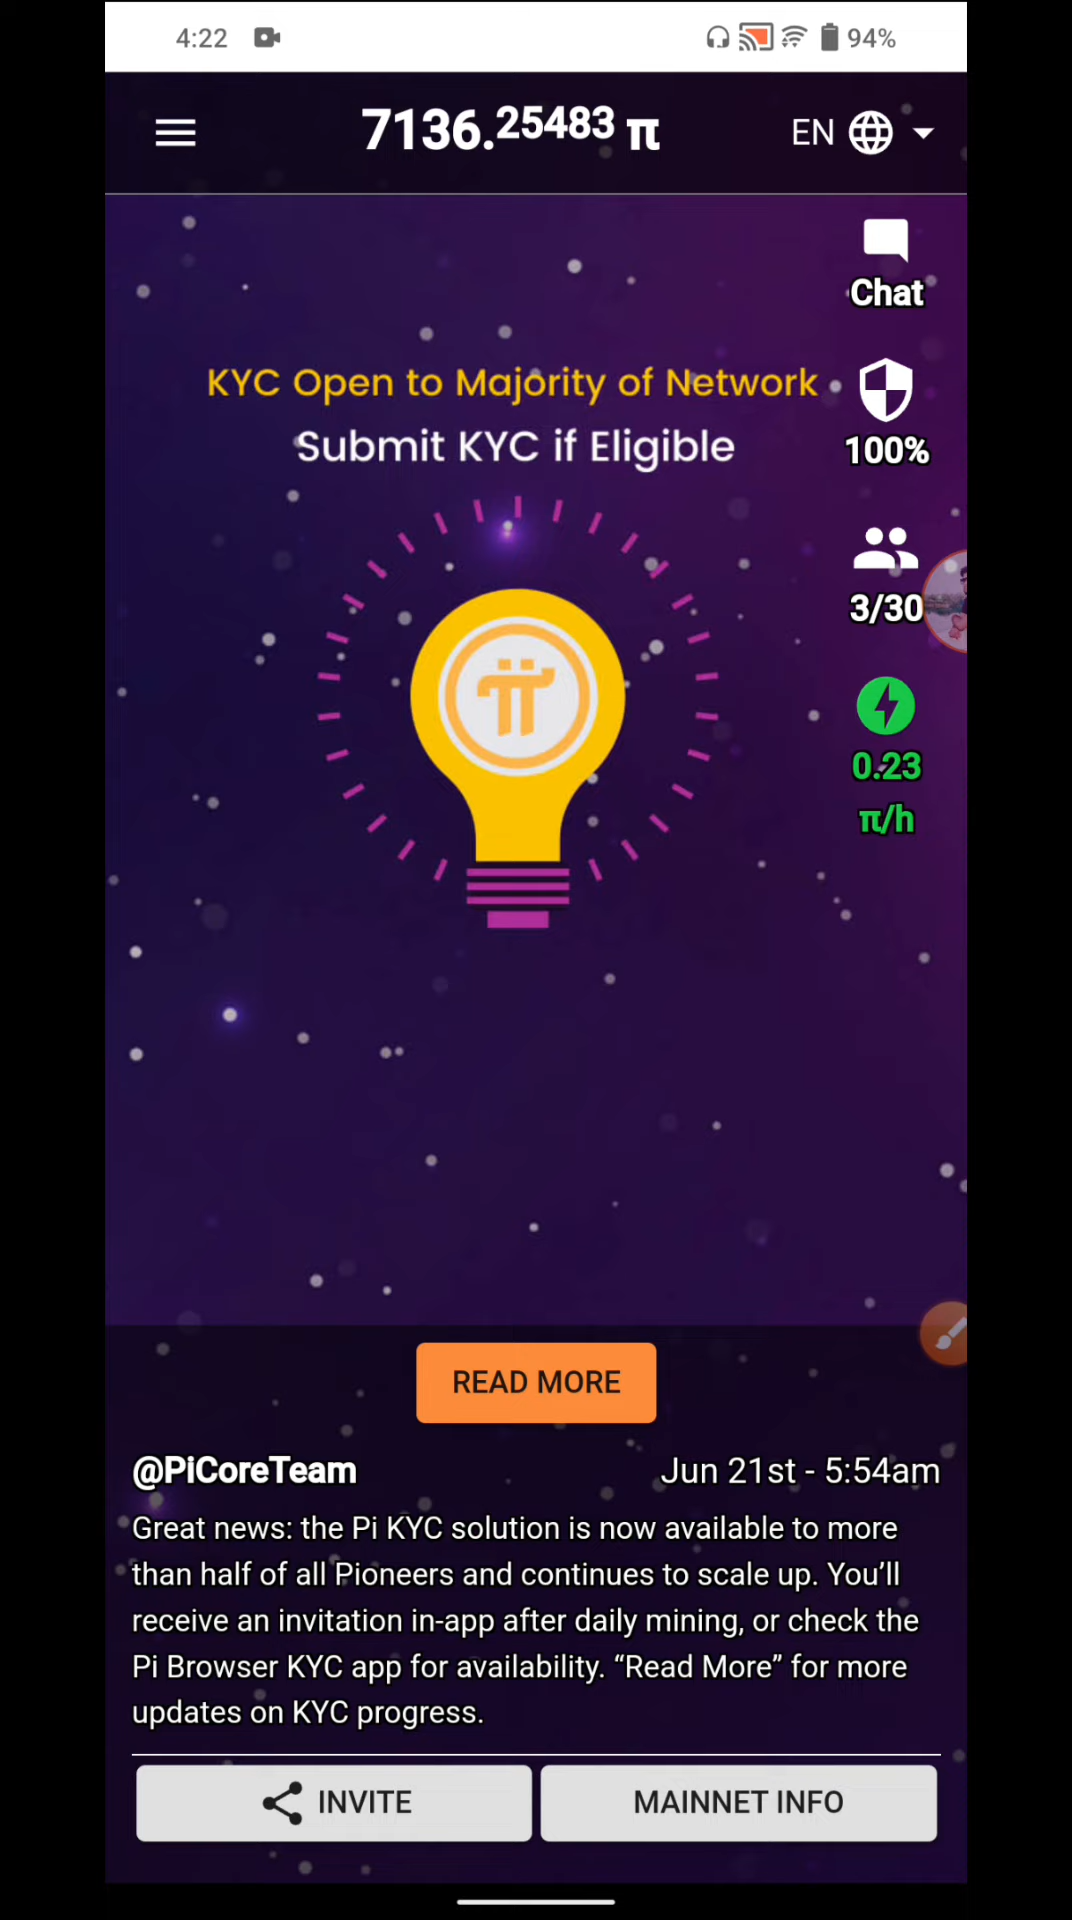 4:22 94%
7136.25483 π EN
Chat
KYC Open to Majority of Network
Submit KYC if Eligible
100%
3/30
0.23
π/h
READ MORE
@PiCoreTeam Jun 21st - 5:54am
Great news: the Pi KYC solution is now available to more
than half of all Pioneers and continues to scale up. You’ll
receive an invitation in-app after daily mining, or check the
Pi Browser KYC app for availability. “Read More” for more
updates on KYC progress.
INVITE MAINNET INFO